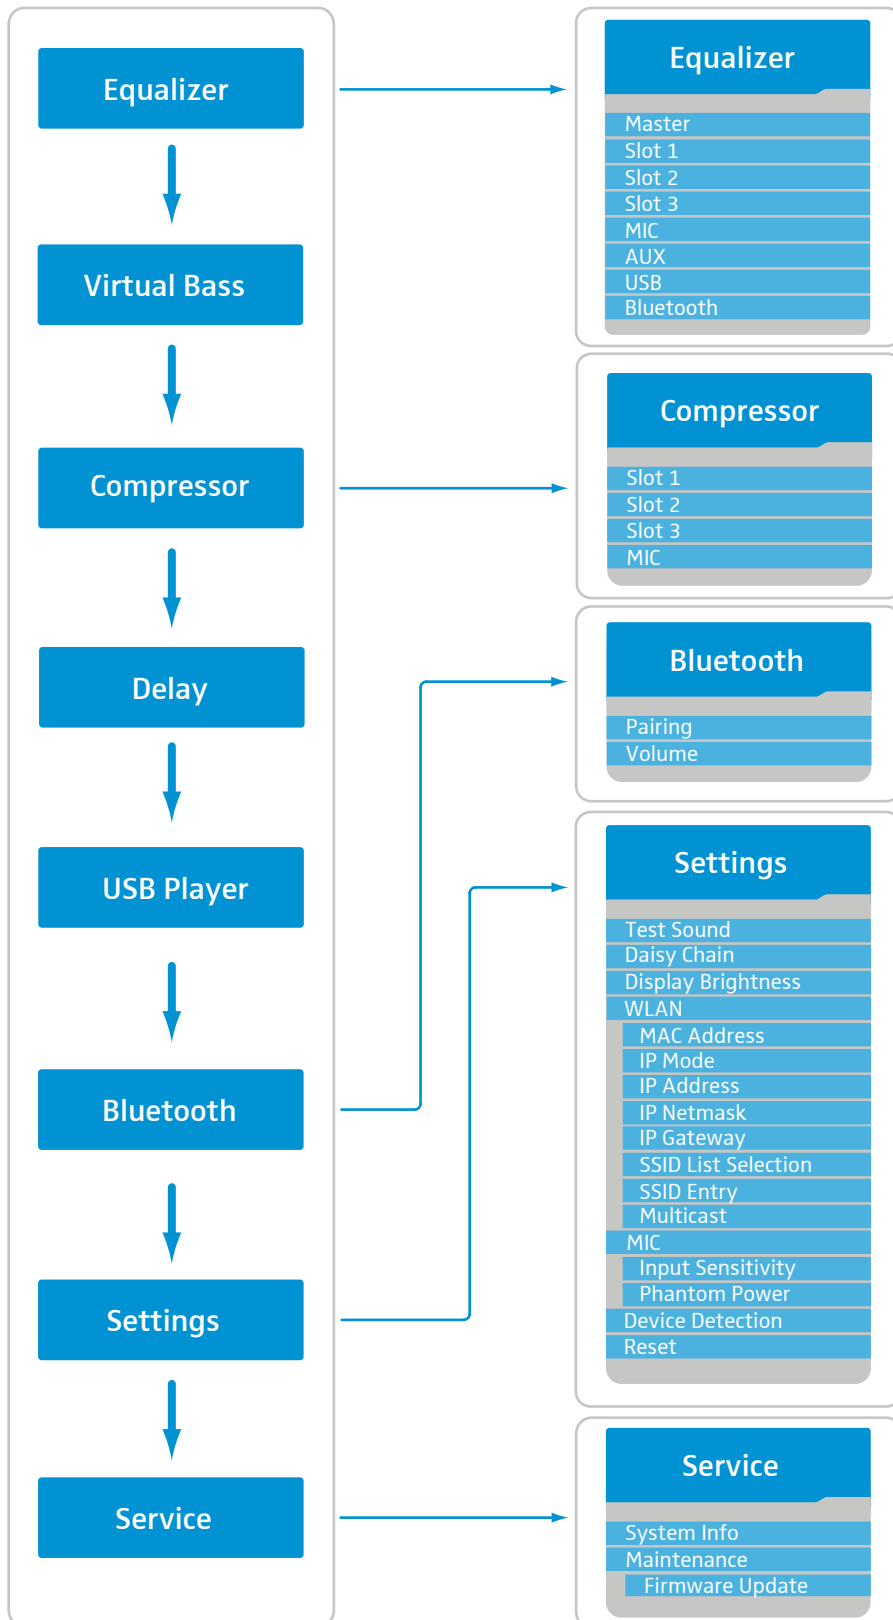 Equalizer
Virtual Bass
Compressor
Delay
USB Player
Bluetooth
Settings
Service
Equalizer
Master
Slot 1
Slot 2
Slot 3
MIC
AUX
USB
Bluetooth
Compressor
Slot 1
Slot 2
Slot 3
MIC
Bluetooth
Pairing
Volume
Settings
Test Sound
Daisy Chain
Display Brightness
WLAN
MAC Address
IP Mode
IP Address
IP Netmask
IP Gateway
SSID List Selection
SSID Entry
Multicast
MIC
Input Sensitivity
Phantom Power
Device Detection
Reset
Service
System Info
Maintenance
Firmware Update